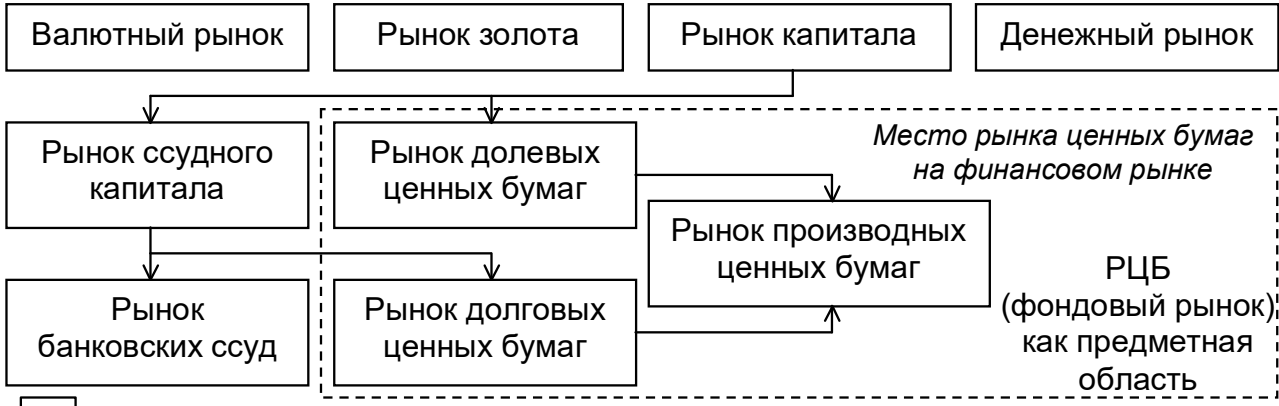 Валютный рынок
Рынок золота
Рынок капитала
Денежный рынок
Рынок ссудного
капитала
Рынок долевых
ценных бумаг
Место рынка ценных бумаг
на финансовом рынке
Рынок производных
ценных бумаг
Рынок
банковских ссуд
Рынок долговых
ценных бумаг
РЦБ
(фондовый рынок)
как предметная
область